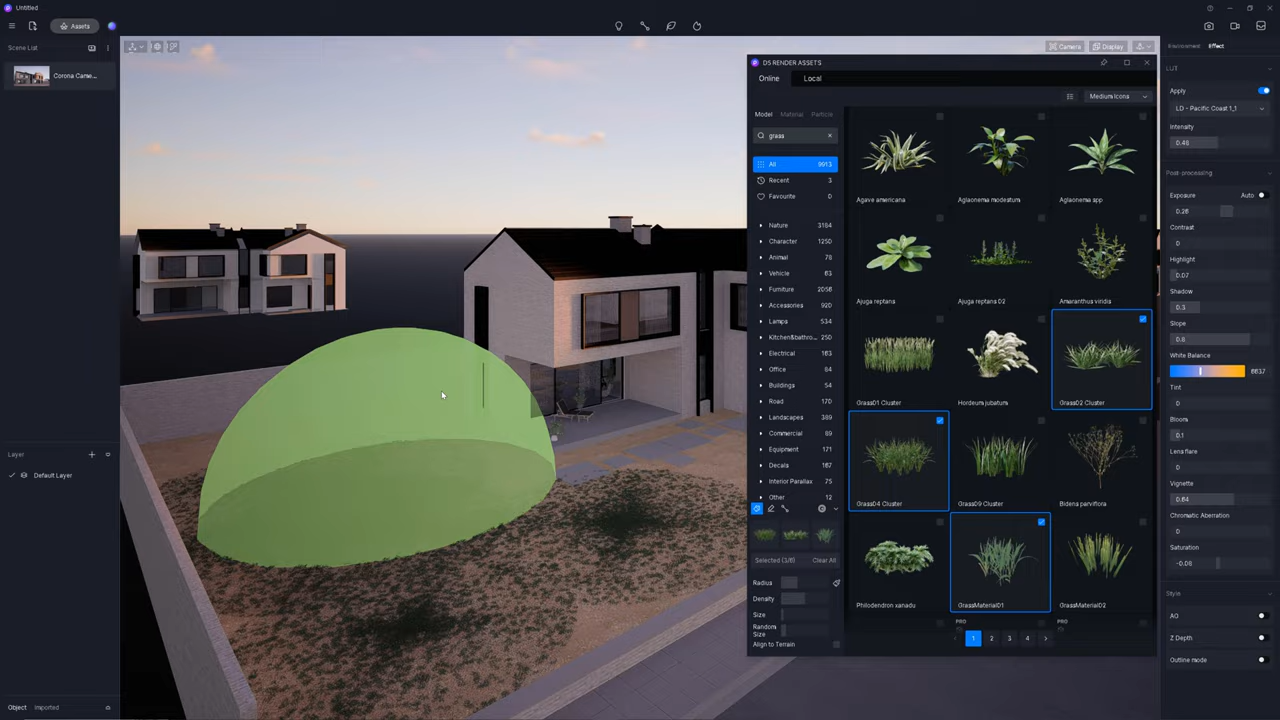 Untitled
Assets
Scene List
Corona Came...
Layer
Default Layer
Object
Imported
Camera
Display
D5 RENDER ASSETS
Online
Local
Medium Icons
Model
Material
Particle
grass
All 9913
Recent 3
Favourite 0
Nature 3184
Character 1250
Animal 78
Vehicle 63
Furniture 2056
Accessories 920
Lamps 534
Kitchen&bathro... 250
Electrical 163
Office 84
Buildings 54
Road 170
Landscapes 389
Commercial 69
Equipment 171
Decals 167
Interior Parallax 75
Other 12
Selected (3/6)
Clear All
Radius
Density
Size
Random
Size
Align to Terrain
Agave americana
Aglaonema modestum
Aglaonema spp
Ajuga reptans
Ajuga reptans 02
Amaranthus viridis
Grass01 Cluster
Hordeum jubatum
Grass02 Cluster
Grass04 Cluster
Grass09 Cluster
Bidens parviflora
Philodendron xanadu
GrassMaterial01
GrassMaterial02
PRO
PRO
1
2
3
4
Environment
Effect
LUT
Apply
LD - Pacific Coast 1_1
Intensity
0.48
Post-processing
Exposure
Auto
0.26
Contrast
0
Highlight
0.07
Shadow
0.3
Slope
0.8
White Balance
6637
Tint
0
Bloom
0.1
Lens flare
0
Vignette
0.64
Chromatic Aberration
0
Saturation
-0.08
Style
AO
Z Depth
Outline mode